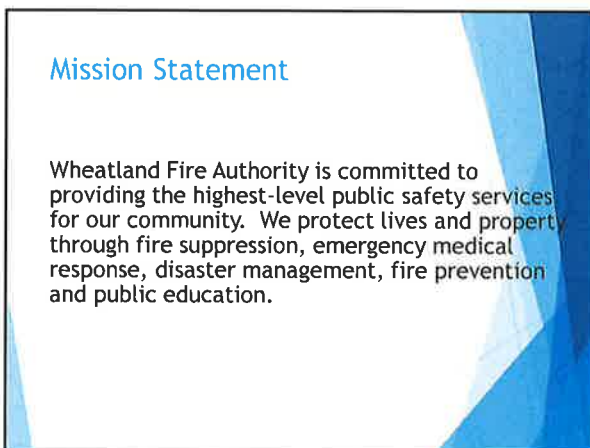 Mission Statement
Wheatland Fire Authority is committed to
providing the highest-level public safety services
for our community.  We protect lives and property
through fire suppression, emergency medical
response, disaster management, fire prevention
and public education.